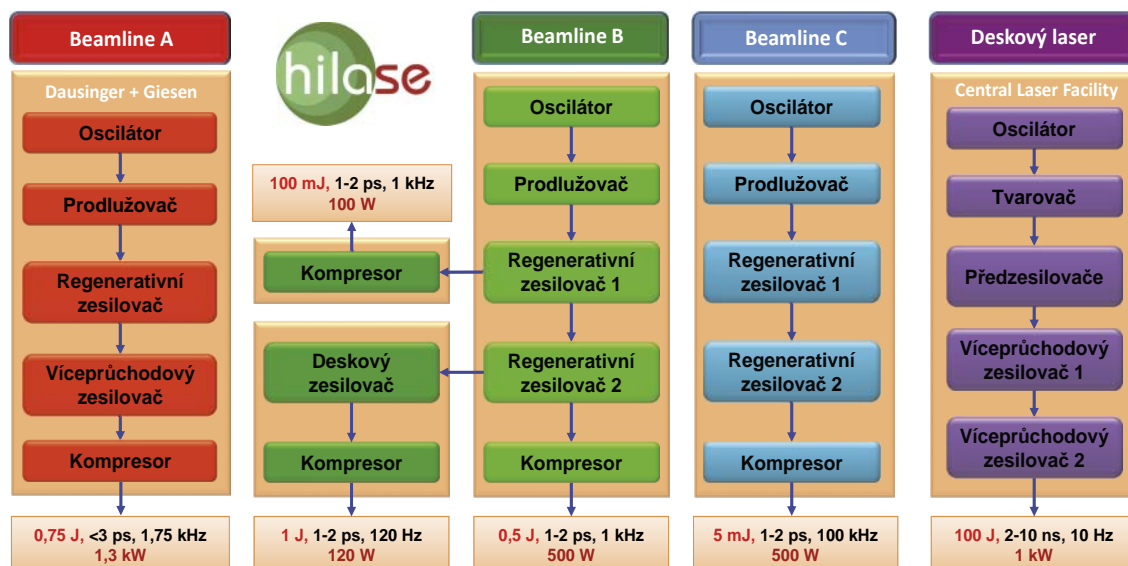 Beamline A
Dausinger + Giesen
Oscilátor
Prodlužovač
Regenerativní
zesilovač
Víceprůchodový
zesilovač
Kompresor
0,75 J, <3 ps, 1,75 kHz
1,3 kW
hilase
100 mJ, 1-2 ps, 1 kHz
100 W
Kompresor
Deskový
zesilovač
Kompresor
1 J, 1-2 ps, 120 Hz
120 W
Beamline B
Oscilátor
Prodlužovač
Regenerativní
zesilovač 1
Regenerativní
zesilovač 2
Kompresor
0,5 J, 1-2 ps, 1 kHz
500 W
Beamline C
Oscilátor
Prodlužovač
Regenerativní
zesilovač 1
Regenerativní
zesilovač 2
Kompresor
5 mJ, 1-2 ps, 100 kHz
500 W
Deskový laser
Central Laser Facility
Oscilátor
Tvarovač
Předzesilovače
Víceprůchodový
zesilovač 1
Víceprůchodový
zesilovač 2
100 J, 2-10 ns, 10 Hz
1 kW